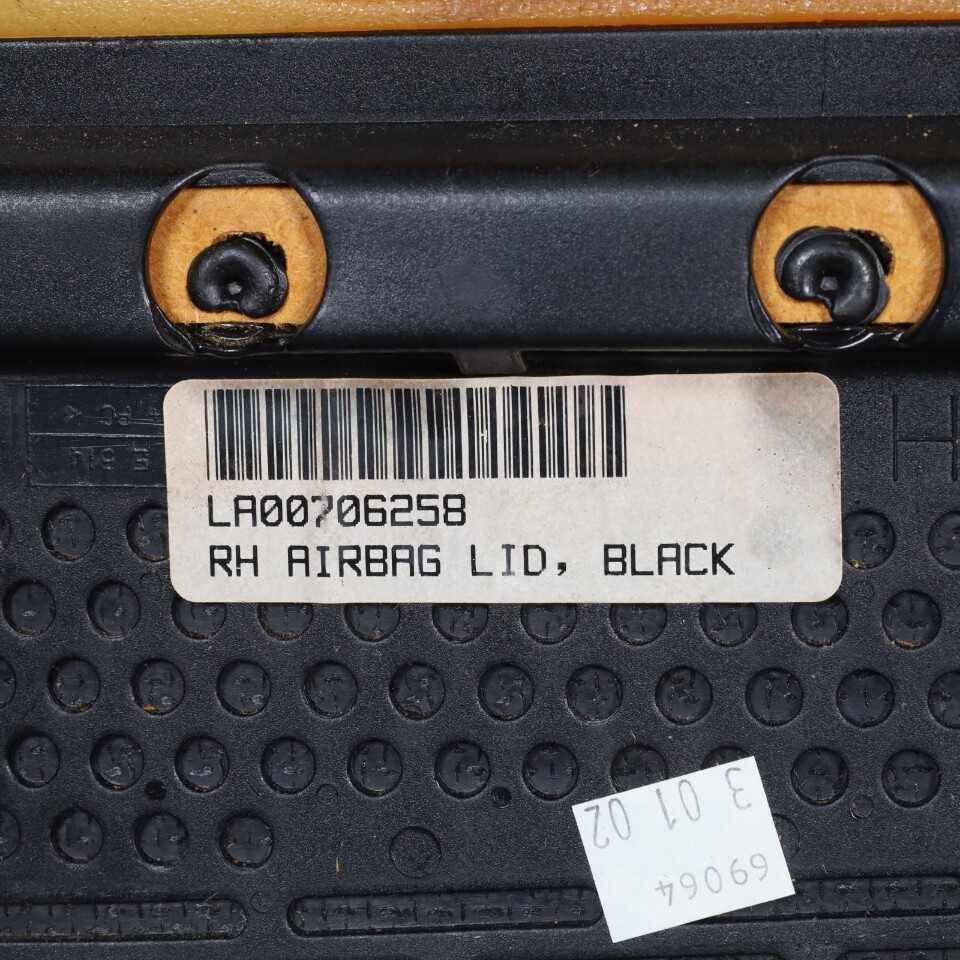 LA00706258
RH AIRBAG LID, BLACK
3 01 02
69064